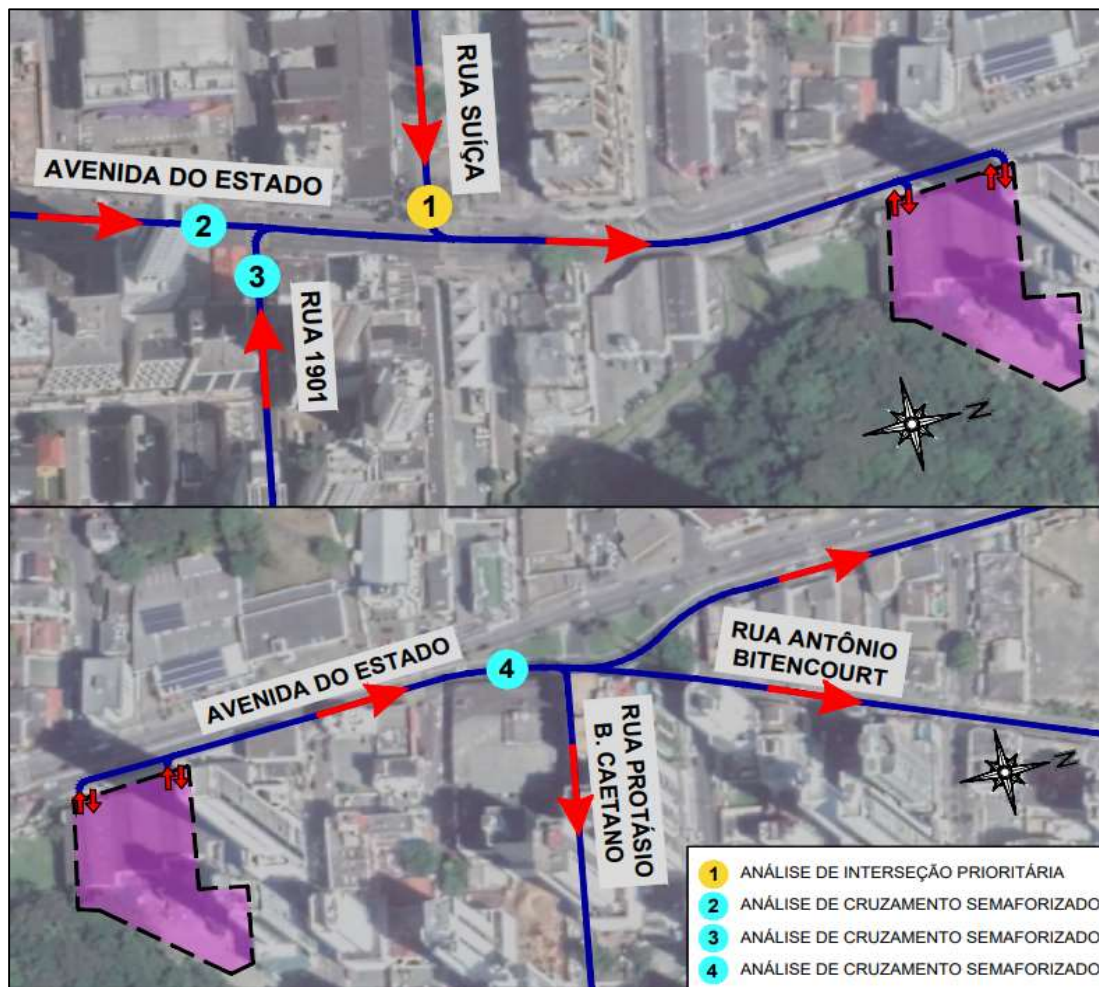 RUA SUÍÇA
AVENIDA DO ESTADO
1
2
3
RUA 1901
N
AVENIDA DO ESTADO
4
RUA ANTÔNIO
BITENCOURT
RUA PROTÁSIO
B. CAETANO
N
1 ANÁLISE DE INTERSEÇÃO PRIORITÁRIA
2 ANÁLISE DE CRUZAMENTO SEMAFORIZADO
3 ANÁLISE DE CRUZAMENTO SEMAFORIZADO
4 ANÁLISE DE CRUZAMENTO SEMAFORIZADO